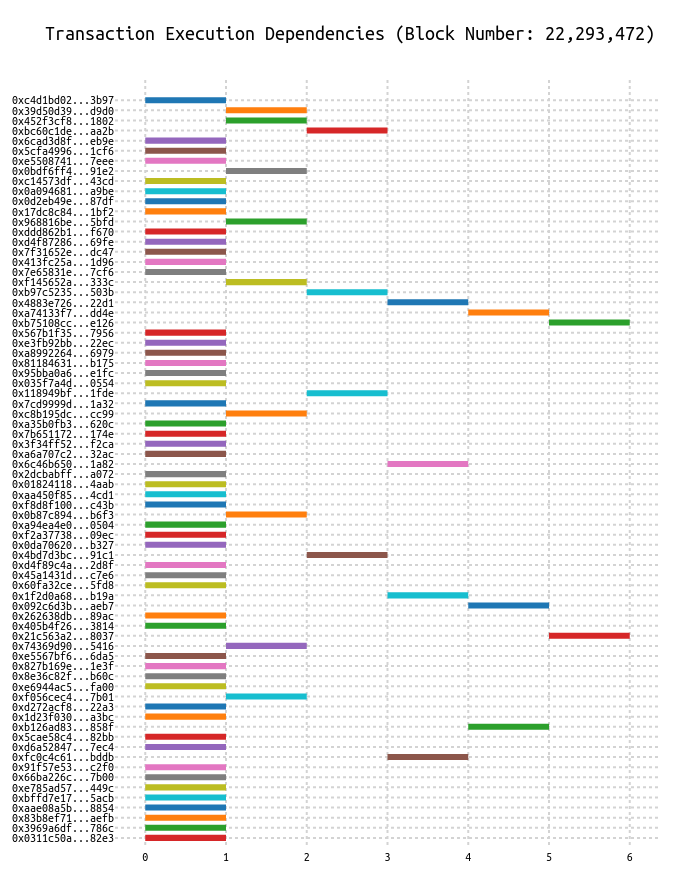 Transaction Execution Dependencies (Block Number: 22,293,472)
0xc4d1bd02...3b97
0x39d50d39...d9d0
0x452f3cf8...1802
0xbc60c1de...aa2b
0x6cad3d8f...eb9e
0x5cfa4996...1cf6
0xe5508741...7eee
0x0bdf6ff4...91e2
0xc14573df...43cd
0x0a094681...a9be
0x0d2eb49e...87df
0x17dc8c84...1bf2
0x968816be...5bfd
0xddd862b1...f670
0xd4f87286...69fe
0x7f31652e...dc47
0x413fc25a...1d96
0x7e65831e...7cf6
0xf145652a...333c
0xb97c5235...503b
0x4883e726...22d1
0xa74133f7...dd4e
0xb75108cc...e126
0x567b1f35...7956
0xe3fb92bb...22ec
0xa8992264...6979
0x81184631...b175
0x95bba0a6...e1fc
0x035f7a4d...0554
0x118949bf...1fde
0x7cd9999d...1a32
0xc8b195dc...cc99
0xa35b0fb3...620c
0x7b651172...174e
0x3f34ff52...f2ca
0xa6a707c2...32ac
0x6c46b650...1a82
0x2dcbabff...a072
0x01824118...4aab
0xaa450f85...4cd1
0xf8d8f100...c43b
0x0b87c894...b6f3
0xa94ea4e0...0504
0xf2a37738...09ec
0x0da70620...b327
0x4bd7d3bc...91c1
0xd4f89c4a...2d8f
0x45a1431d...c7e6
0x60fa32ce...5fd8
0x1f2d0a68...b19a
0x092c6d3b...aeb7
0x262638db...89ac
0x405b4f26...3814
0x21c563a2...8037
0x74369d90...5416
0xe5567bf6...6da5
0x827b169e...1e3f
0x8e36c82f...b60c
0xe6944ac5...fa00
0xf056cec4...7b01
0xd272acf8...22a3
0x1d23f030...a3bc
0xb126ad83...858f
0x5cae58c4...82bb
0xd6a52847...7ec4
0xfc0c4c61...bddb
0x91f57e53...c2f0
0x66ba226c...7b00
0xe785ad57...449c
0xbffd7e17...5acb
0xaae08a5b...8854
0x83b8ef71...aefb
0x3969a6df...786c
0x0311c50a...82e3
0 1 2 3 4 5 6